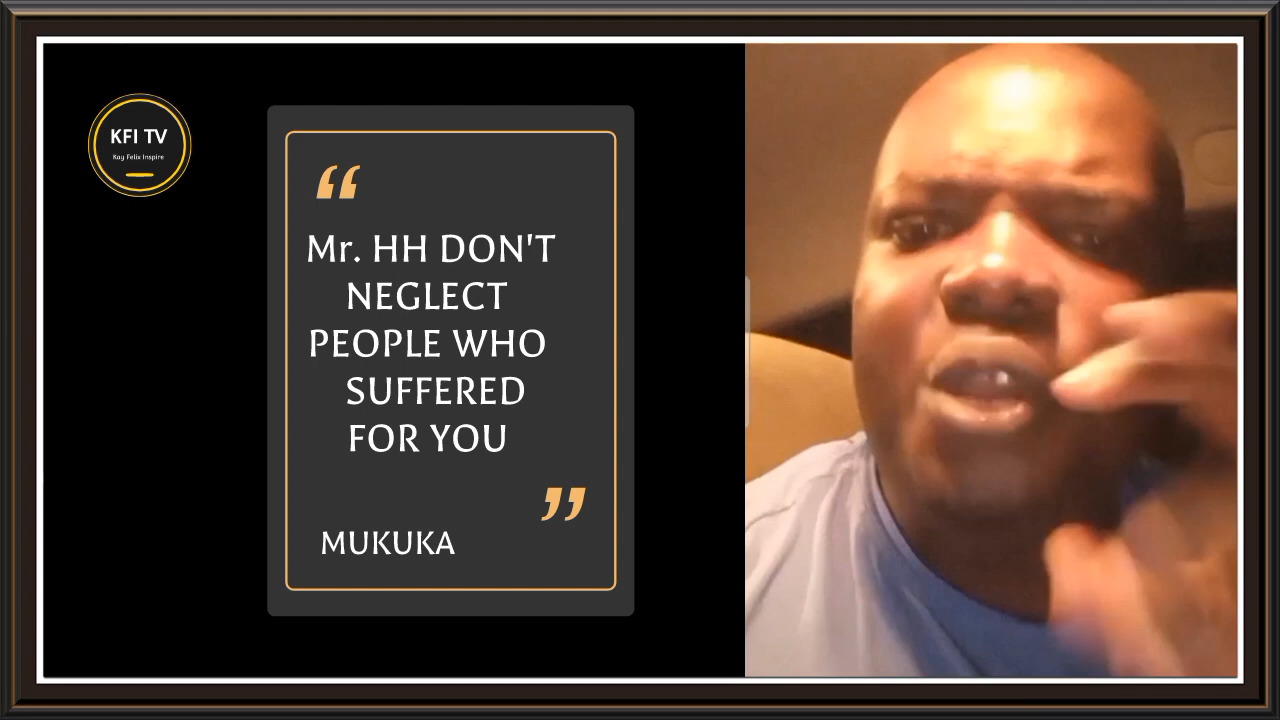 KFI TV
Kay Felix Inspire
“
Mr. HH DON'T
NEGLECT
PEOPLE WHO
SUFFERED
FOR YOU
”
MUKUKA